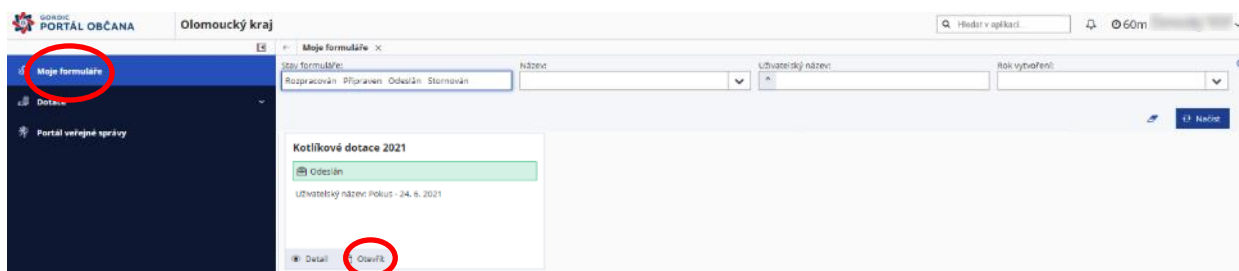 GORDIC
PORTÁL OBČANA
Olomoucký kraj
Hledat v aplikaci...
60m
Moje formuláře ×
Moje formuláře
Dotace
Portál veřejné správy
Stav formuláře:
Název:
Uživatelský název:
Rok vytvoření:
Rozpracován Připraven Odeslán Stornován
Načíst
Kotlíkové dotace 2021
Odeslán
Uživatelský název: Pokus - 24. 6. 2021
Detail
Otevřít